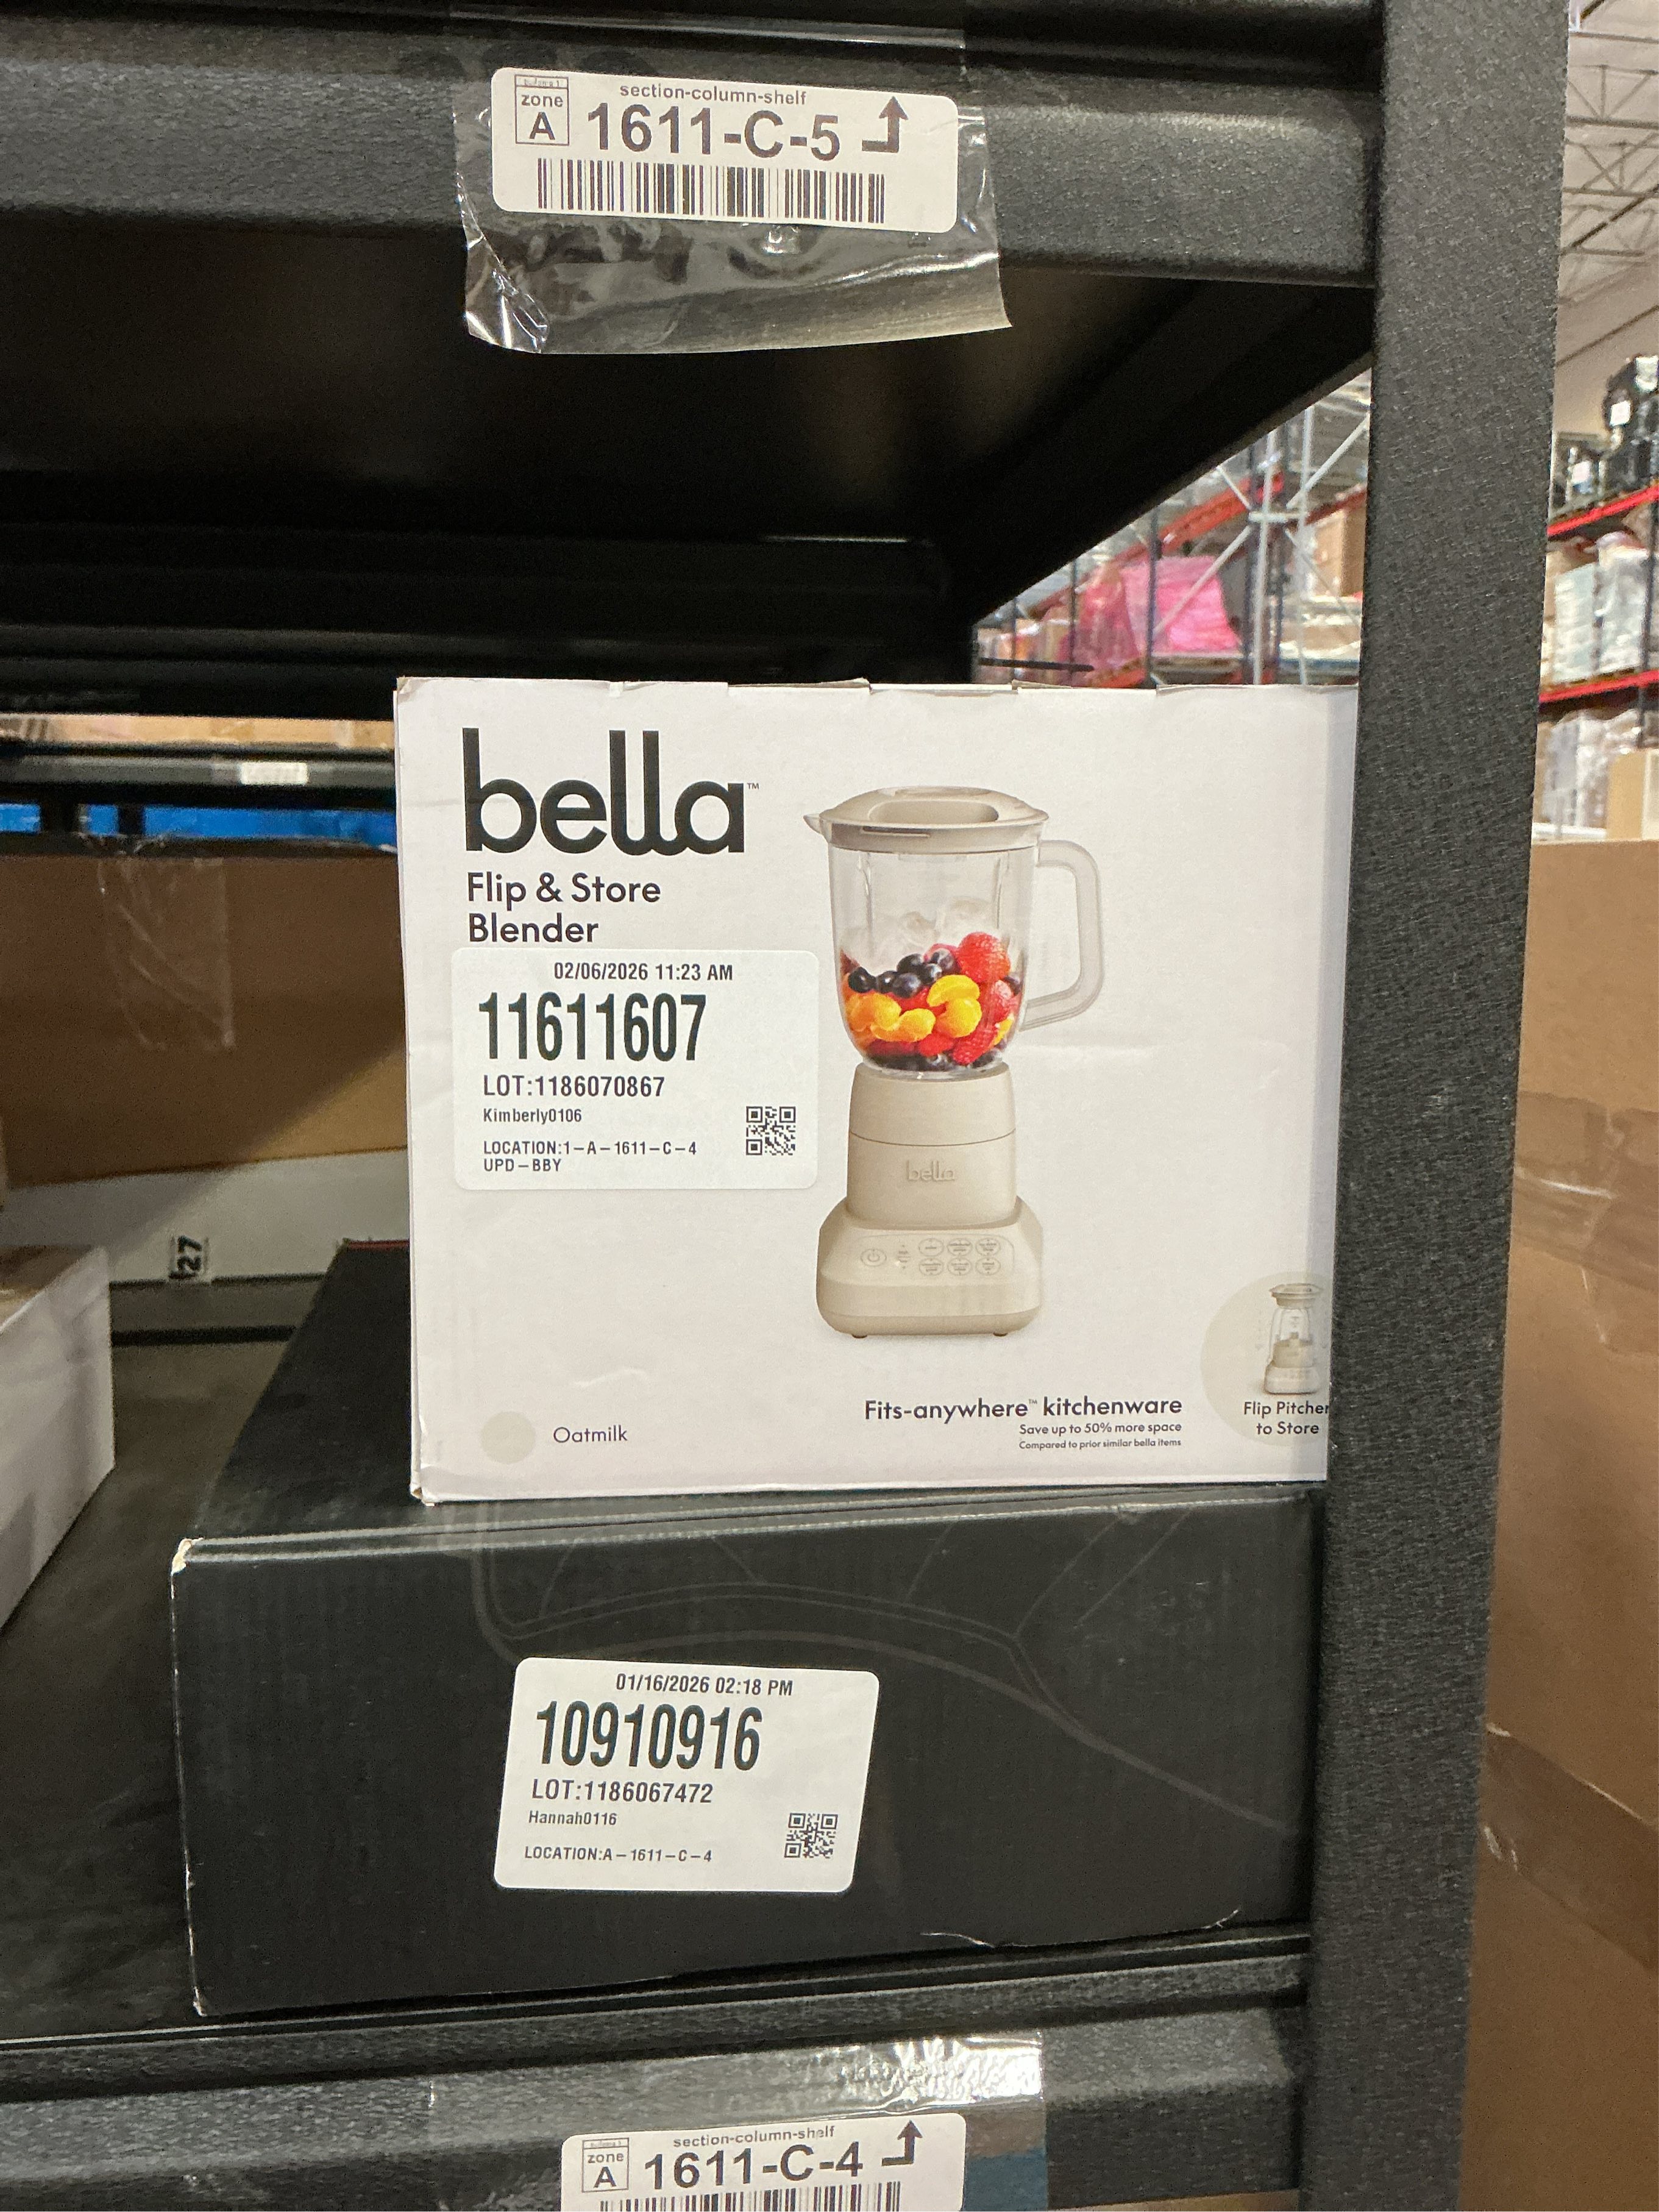 zone
A
section-column-shelf
1611-C-5
bella™
Flip & Store
Blender
02/06/2026 11:23 AM
11611607
LOT:1186070867
Kimberly0106
LOCATION:1-A-1611-C-4
UPD-BBY
bella
Oatmilk
Fits-anywhere™ kitchenware
Save up to 50% more space
Compared to prior similar bella items
Flip Pitcher
to Store
27
01/16/2026 02:18 PM
10910916
LOT:1186067472
Hannah0116
LOCATION:A-1611-C-4
zone
A
section-column-shelf
1611-C-4